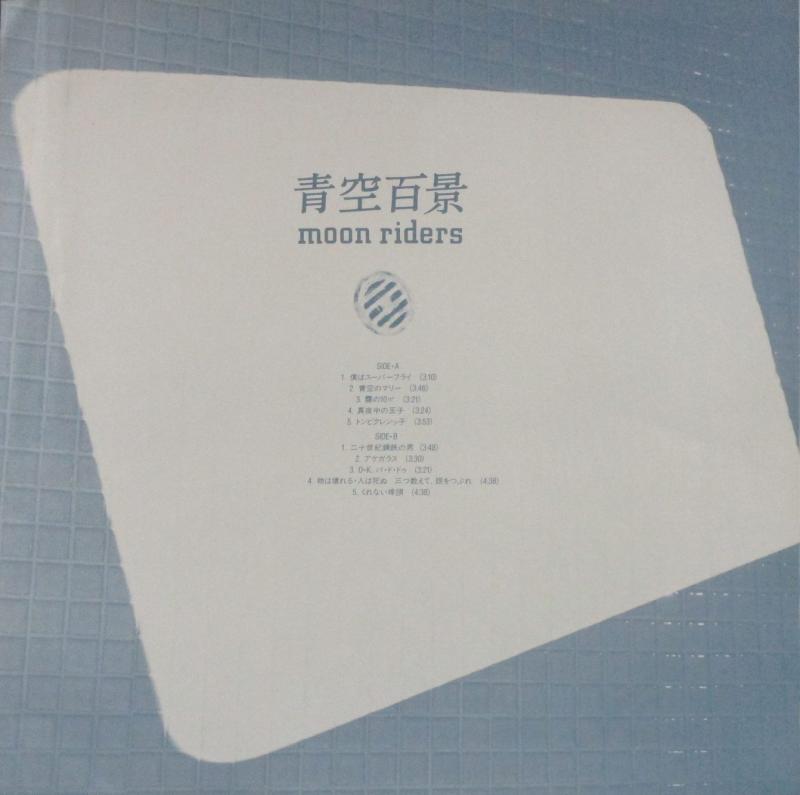 青空百景
moon riders
SIDE•A
1. 僕はスーパーフライ (3:10)
2. 青空のマリー (3:46)
3. 霧の10㎡ (3:21)
4. 真夜中の玉子 (3:24)
5. トンピクレンッ子 (3:53)
SIDE•B
1. 二十世紀鋼鉄の男 (3:48)
2. アケガラス (3:30)
3. O•K, パ・ド・ドゥ (3:21)
4. 物は壊れる・人は死ぬ 三つ数えて、眼をつぶれ (4:38)
5. くれない埠頭 (4:38)